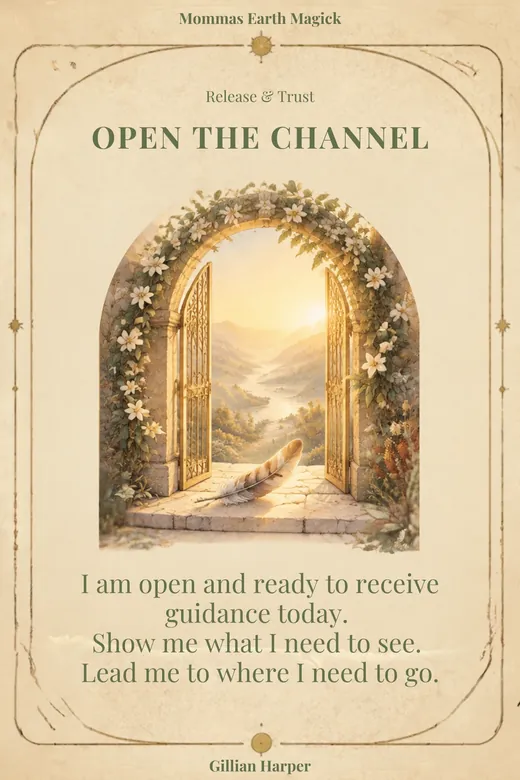 Mommas Earth Magick
Release & Trust
OPEN THE CHANNEL
I am open and ready to receive
guidance today.
Show me what I need to see.
Lead me to where I need to go.
Gillian Harper